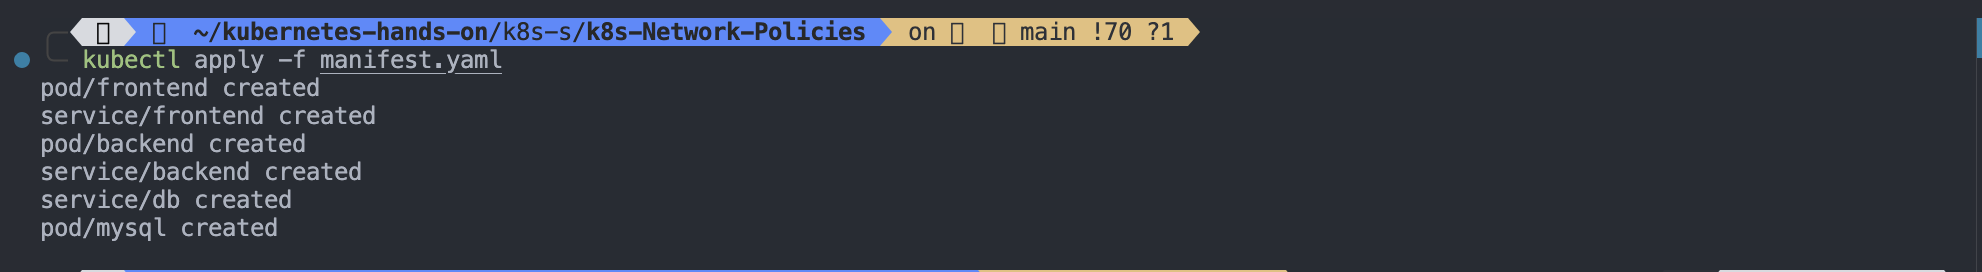 ~/kubernetes-hands-on/k8s-s/k8s-Network-Policies on main !70 ?1
kubectl apply -f manifest.yaml
pod/frontend created
service/frontend created
pod/backend created
service/backend created
service/db created
pod/mysql created